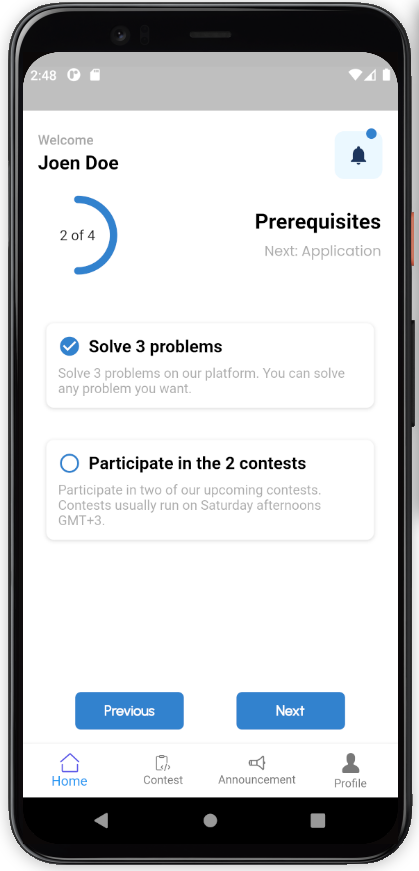 2:48
Welcome
Joen Doe
2 of 4
Prerequisites
Next: Application
Solve 3 problems
Solve 3 problems on our platform. You can solve
any problem you want.
Participate in the 2 contests
Participate in two of our upcoming contests.
Contests usually run on Saturday afternoons
GMT+3.
Previous
Next
Home
Contest
Announcement
Profile